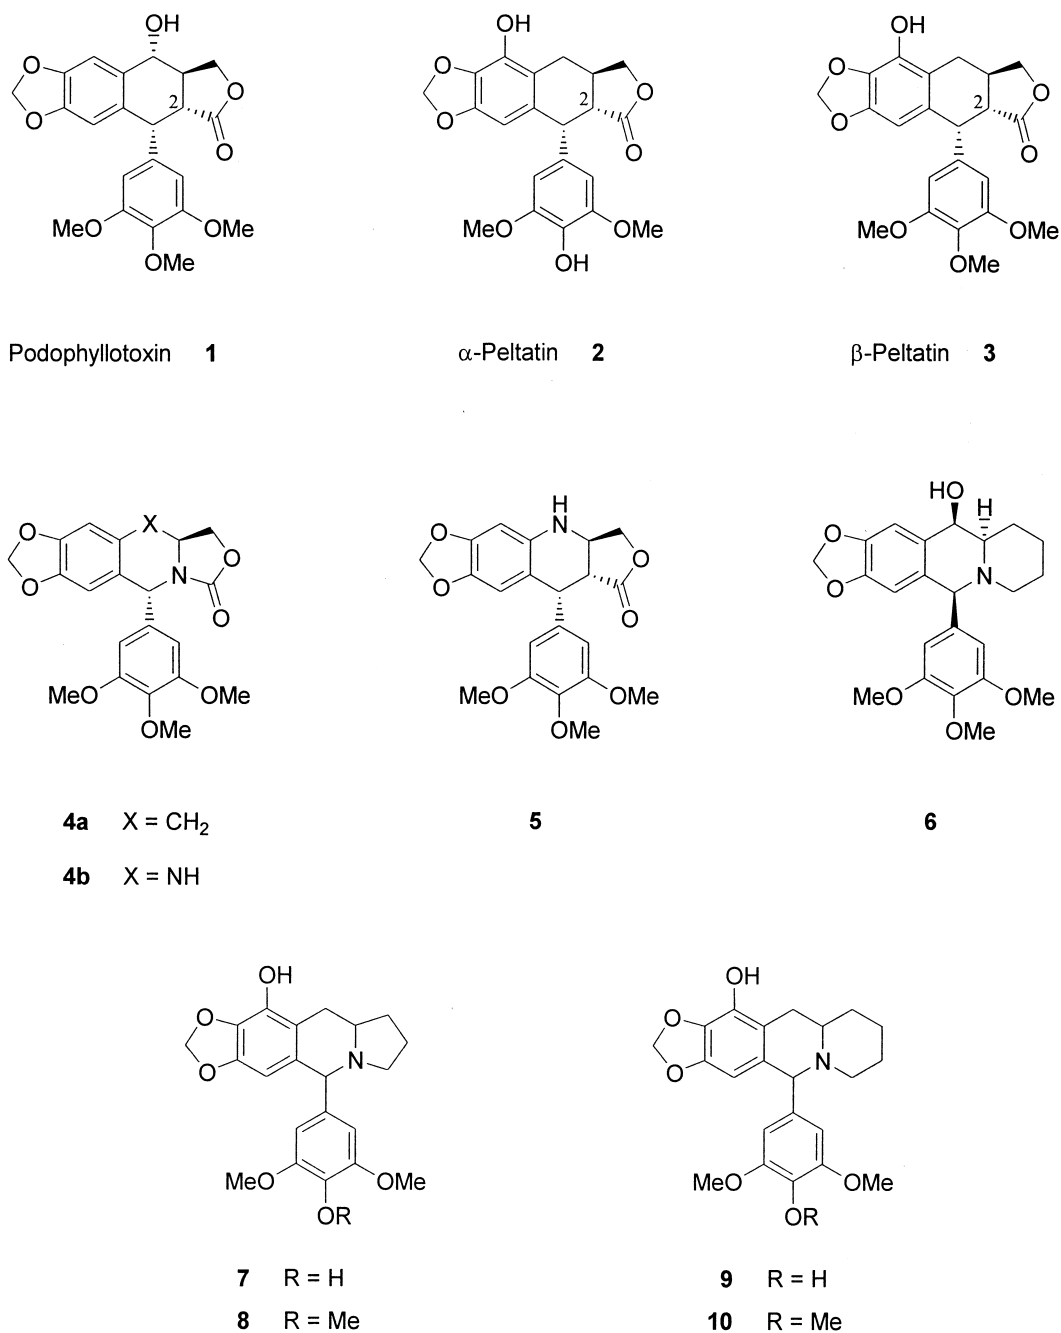 OH OH OH
O O 2 O O
O O 2 O O
O O 2 O O
MeO OMe OMe
MeO OMe OH
MeO OMe OMe
Podophyllotoxin 1 α-Peltatin 2 β-Peltatin 3
X O O N O O
H N O O O O
HO H O O N
MeO OMe OMe
MeO OMe OMe
MeO OMe OMe
4a X = CH2 5 6
4b X = NH
OH OH
O O N
O O N
MeO OMe OR
MeO OMe OR
7 R = H 9 R = H
8 R = Me 10 R = Me